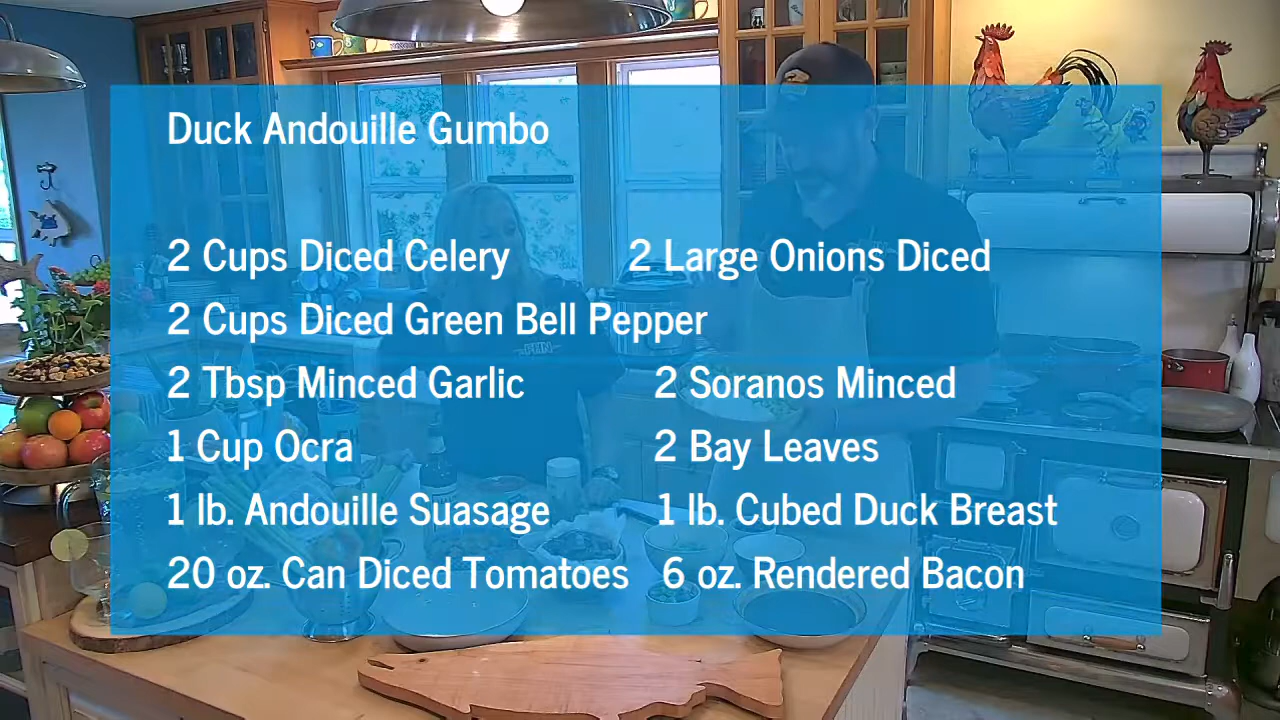 Duck Andouille Gumbo
2 Cups Diced Celery 2 Large Onions Diced
2 Cups Diced Green Bell Pepper
2 Tbsp Minced Garlic 2 Soranos Minced
1 Cup Ocra 2 Bay Leaves
1 lb. Andouille Suasage 1 lb. Cubed Duck Breast
20 oz. Can Diced Tomatoes 6 oz. Rendered Bacon